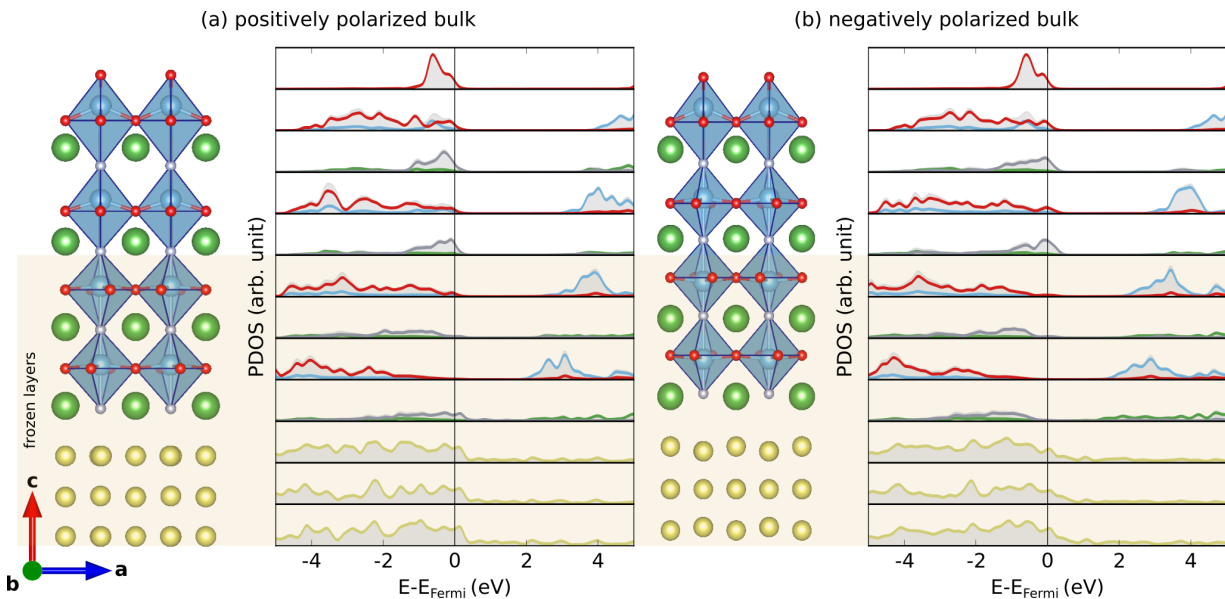 (a) positively polarized bulk
(b) negatively polarized bulk
frozen layers
c
b
a
PDOS (arb. unit)
-4 -2 0 2 4
E-E_Fermi (eV)
PDOS (arb. unit)
-4 -2 0 2 4
E-E_Fermi (eV)